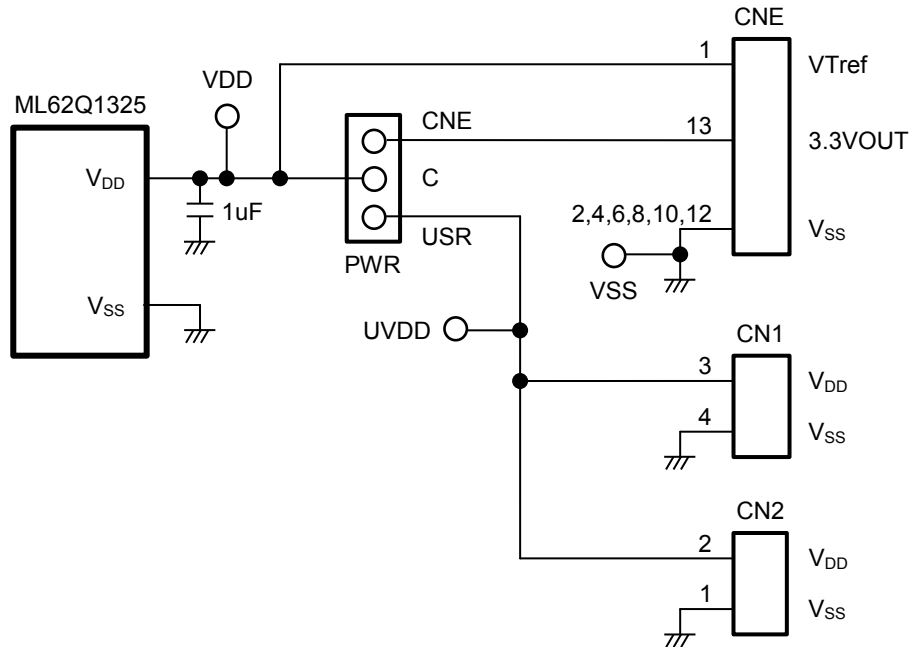 CNE
1
VTref
VDD
ML62Q1325
CNE
13
3.3VOUT
VDD
C
1uF
2,4,6,8,10,12
VSS
USR
PWR
VSS
VSS
UVDD
CN1
3
VDD
4
VSS
CN2
2
VDD
1
VSS